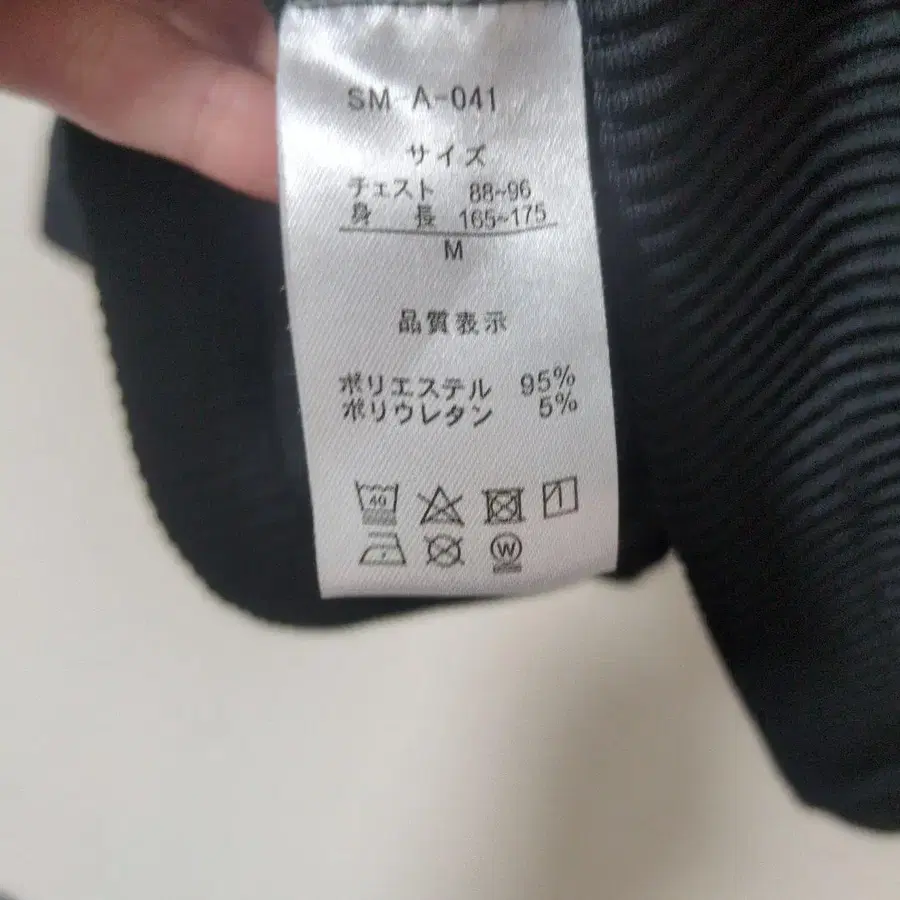 SM-A-041
サイズ
チェスト 88~96
身 長 165~175
M
品質表示
ポリエステル 95%
ポリウレタン 5%
40
W